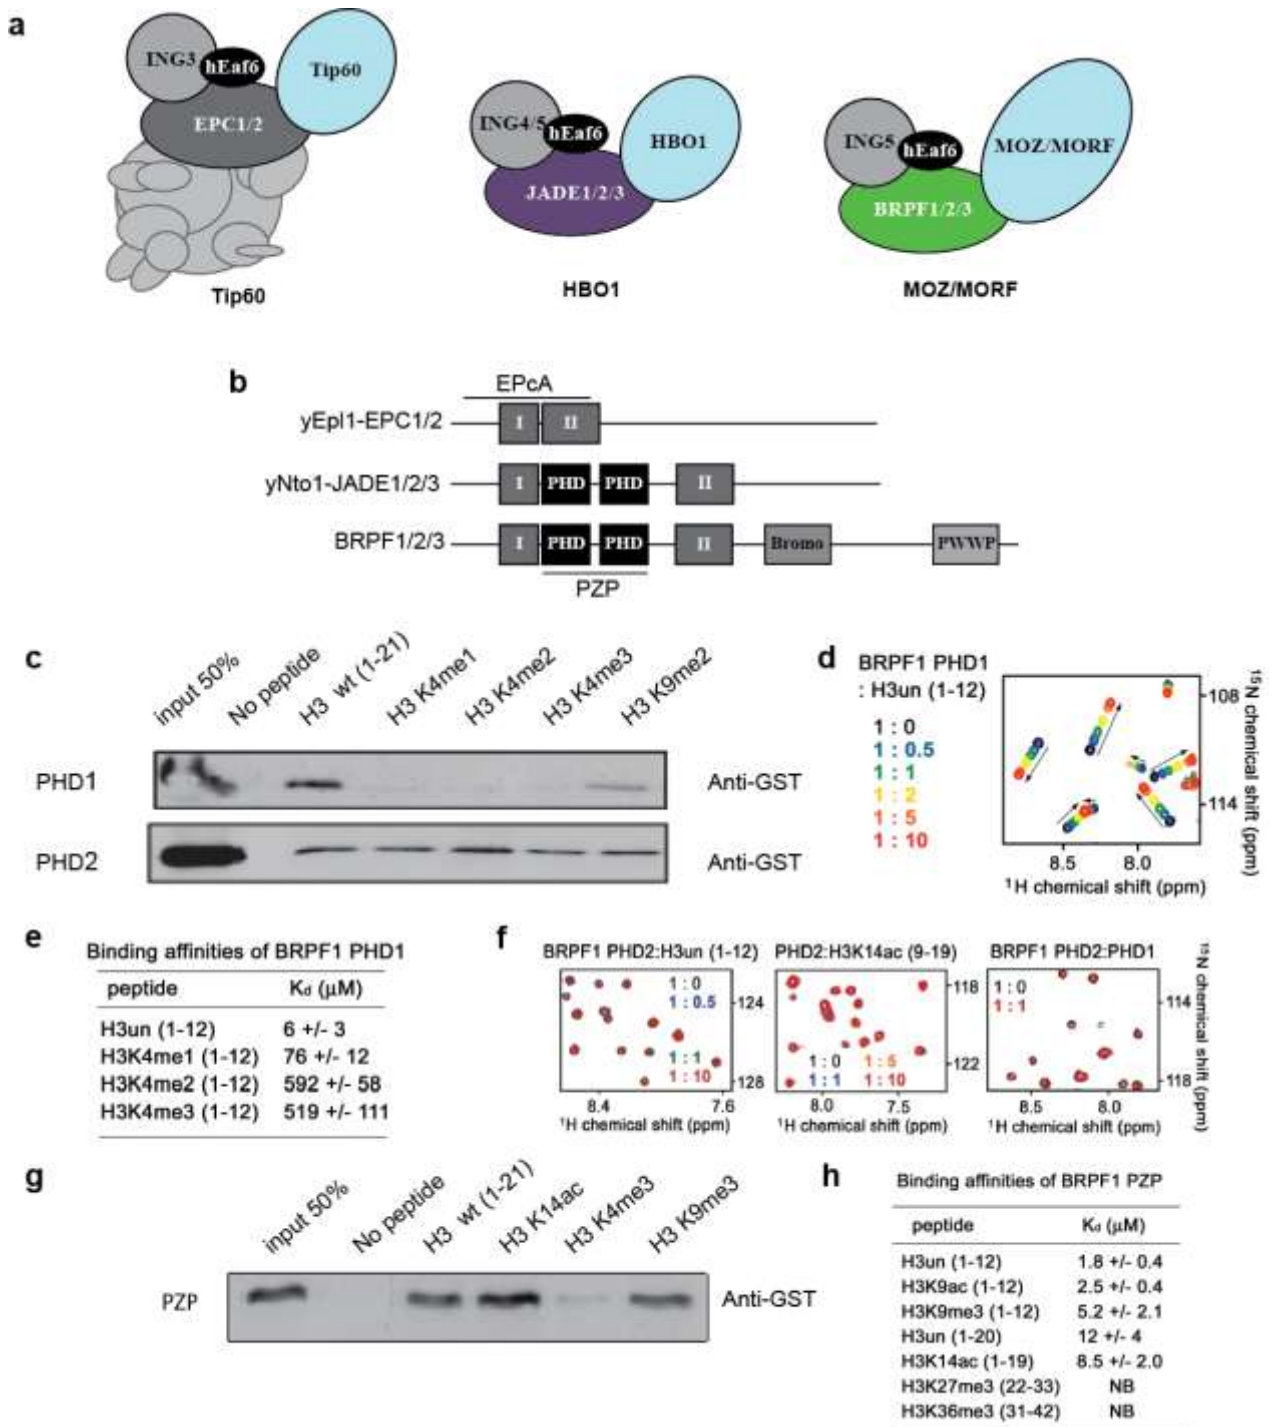 a
ING3
hEaf6
Tip60
EPC1/2
Tip60
ING4/5
hEaf6
HBO1
JADE1/2/3
HBO1
ING5
hEaf6
MOZ/MORF
BRPF1/2/3
MOZ/MORF
b
EPcA
yEpl1-EPC1/2
I
II
yNto1-JADE1/2/3
I
PHD
PHD
II
BRPF1/2/3
I
PHD
PHD
II
Bromo
PWWP
PZP
c
input 50%
No peptide
H3 wt (1-21)
H3 K4me1
H3 K4me2
H3 K4me3
H3 K9me2
PHD1
Anti-GST
PHD2
Anti-GST
d
BRPF1 PHD1
: H3un (1-12)
1 : 0
1 : 0.5
1 : 1
1 : 2
1 : 5
1 : 10
108
114
8.5 8.0
¹H chemical shift (ppm)
¹⁵N chemical shift (ppm)
e
Binding affinities of BRPF1 PHD1
peptide Kd (µM)
H3un (1-12) 6 +/- 3
H3K4me1 (1-12) 76 +/- 12
H3K4me2 (1-12) 592 +/- 58
H3K4me3 (1-12) 519 +/- 111
f
BRPF1 PHD2:H3un (1-12)
1 : 0
1 : 0.5
1 : 1
1 : 10
124
128
8.4 7.6
¹H chemical shift (ppm)
PHD2:H3K14ac (9-19)
1 : 0 1 : 5
1 : 1 1 : 10
118
122
8.0 7.5
¹H chemical shift (ppm)
BRPF1 PHD2:PHD1
1 : 0
1 : 1
114
118
8.5 8.0
¹H chemical shift (ppm)
¹⁵N chemical shift (ppm)
g
input 50%
No peptide
H3 wt (1-21)
H3 K14ac
H3 K4me3
H3 K9me3
PZP
Anti-GST
h
Binding affinities of BRPF1 PZP
peptide Kd (µM)
H3un (1-12) 1.8 +/- 0.4
H3K9ac (1-12) 2.5 +/- 0.4
H3K9me3 (1-12) 5.2 +/- 2.1
H3un (1-20) 12 +/- 4
H3K14ac (1-19) 8.5 +/- 2.0
H3K27me3 (22-33) NB
H3K36me3 (31-42) NB